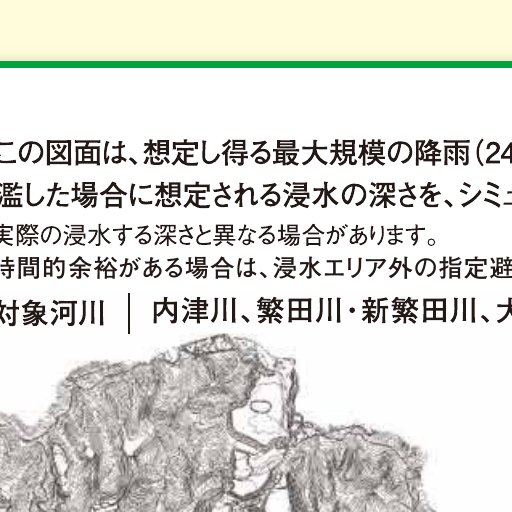 この図面は、想定し得る最大規模の降雨（24
濫した場合に想定される浸水の深さを、シミュ
実際の浸水する深さと異なる場合があります。
時間的余裕がある場合は、浸水エリア外の指定避
対象河川 │ 内津川、繁田川・新繁田川、大